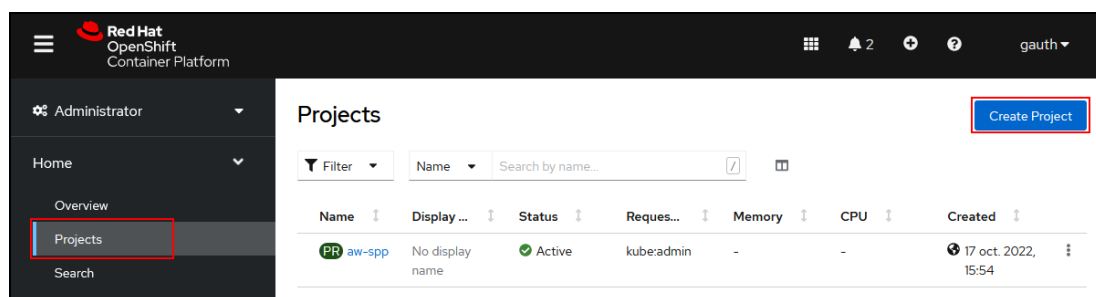 Red Hat
OpenShift
Container Platform
2
gauth
Administrator
Projects
Create Project
Home
Filter
Name
Search by name...
/
Overview
Name
Display ...
Status
Reques...
Memory
CPU
Created
Projects
PR aw-spp
No display
name
Active
kube:admin
-
-
17 oct. 2022,
15:54
Search